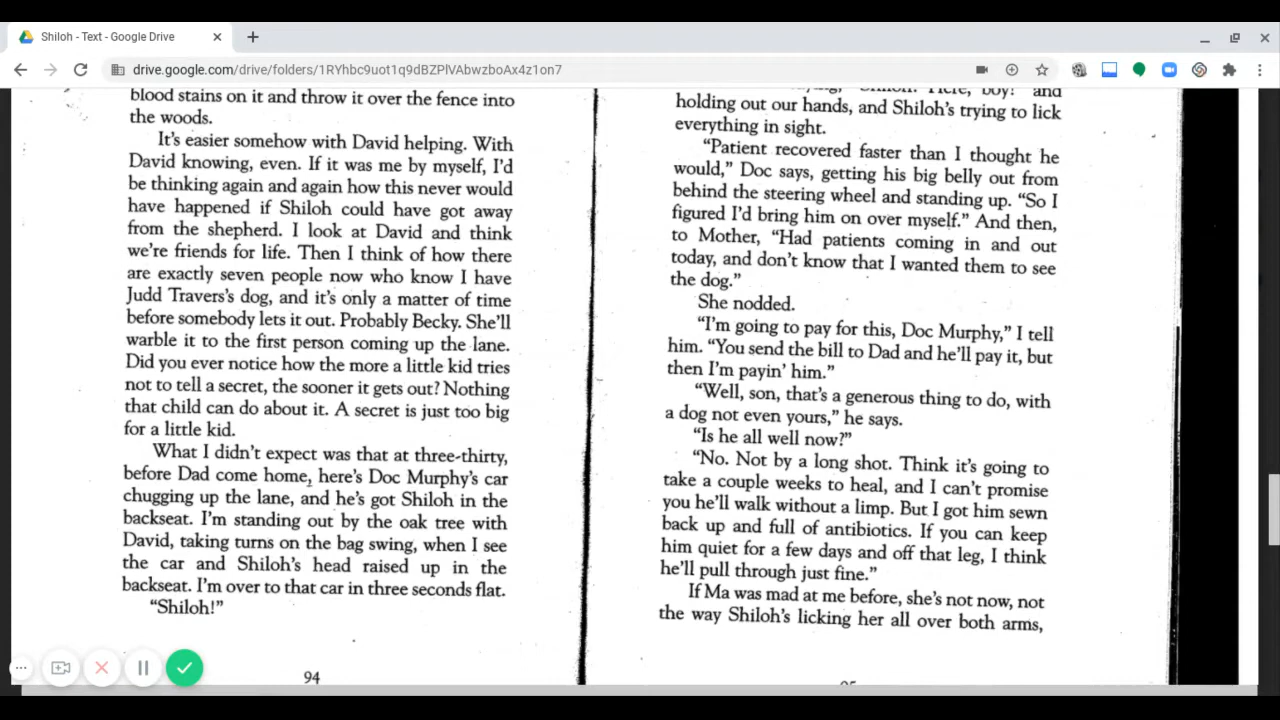 Shiloh - Text - Google Drive
drive.google.com/drive/folders/1RYhbc9uot1q9dBZPlVAbwzboAx4z1on7
blood stains on it and throw it over the fence into
the woods.
It's easier somehow with David helping. With
David knowing, even. If it was me by myself, I'd
be thinking again and again how this never would
have happened if Shiloh could have got away
from the shepherd. I look at David and think
we're friends for life. Then I think of how there
are exactly seven people now who know I have
Judd Travers's dog, and it's only a matter of time
before somebody lets it out. Probably Becky. She'll
warble it to the first person coming up the lane.
Did you ever notice how the more a little kid tries
not to tell a secret, the sooner it gets out? Nothing
that child can do about it. A secret is just too big
for a little kid.
What I didn't expect was that at three-thirty,
before Dad come home, here's Doc Murphy's car
chugging up the lane, and he's got Shiloh in the
backseat. I'm standing out by the oak tree with
David, taking turns on the bag swing, when I see
the car and Shiloh's head raised up in the
backseat. I'm over to that car in three seconds flat.
"Shiloh!"
94
Here, boy! and
holding out our hands, and Shiloh's trying to lick
everything in sight.
"Patient recovered faster than I thought he
would," Doc says, getting his big belly out from
behind the steering wheel and standing up. "So I
figured I'd bring him on over myself." And then,
to Mother, "Had patients coming in and out
today, and don't know that I wanted them to see
the dog."
She nodded.
"I'm going to pay for this, Doc Murphy," I tell
him. "You send the bill to Dad and he'll pay it, but
then I'm payin' him."
"Well, son, that's a generous thing to do, with
a dog not even yours," he says.
"Is he all well now?"
"No. Not by a long shot. Think it's going to
take a couple weeks to heal, and I can't promise
you he'll walk without a limp. But I got him sewn
back up and full of antibiotics. If you can keep
him quiet for a few days and off that leg, I think
he'll pull through just fine."
If Ma was mad at me before, she's not now, not
the way Shiloh's licking her all over both arms,